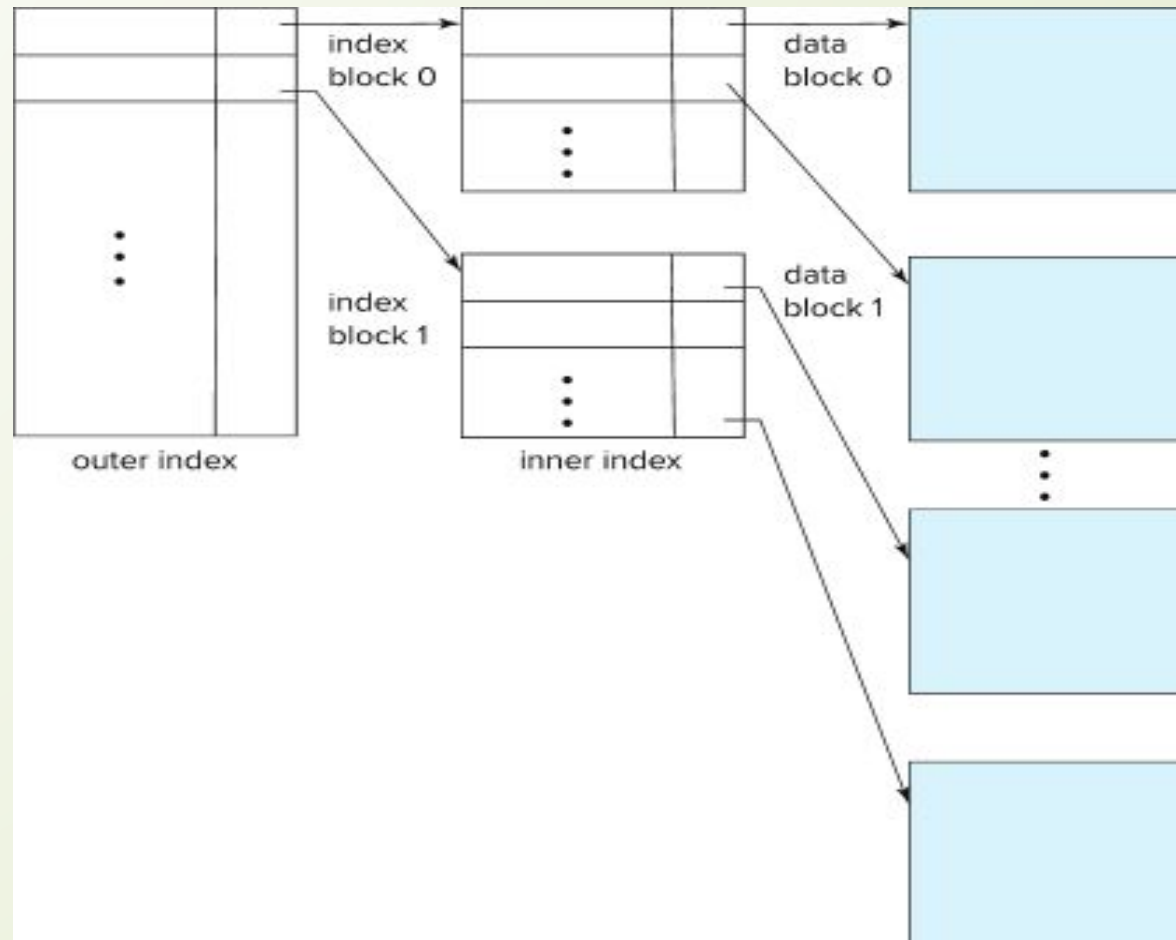 index
block 0
data
block 0
index
block 1
data
block 1
outer index
inner index